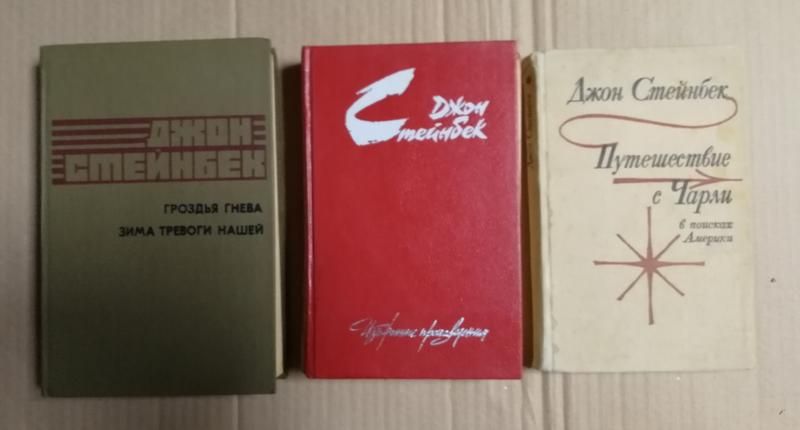 ДЖОН
СТЕЙНБЕК
ГРОЗДЬЯ ГНЕВА
ЗИМА ТРЕВОГИ НАШЕЙ
Джон
Стейнбек
Избранные произведения
Джон Стейнбек
Путешествие
с Чарли
в поисках
Америки